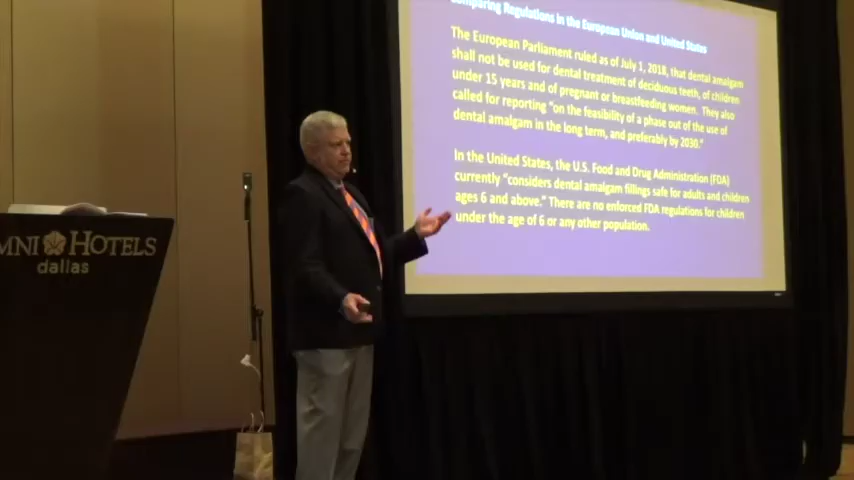 Comparing Regulations in the European Union and United States
The European Parliament ruled as of July 1, 2018, that dental amalgam
shall not be used for dental treatment of deciduous teeth, of children
under 15 years and of pregnant or breastfeeding women. They also
called for reporting "on the feasibility of a phase out of the use of
dental amalgam in the long term, and preferably by 2030."
In the United States, the U.S. Food and Drug Administration (FDA)
currently "considers dental amalgam fillings safe for adults and children
ages 6 and above." There are no enforced FDA regulations for children
under the age of 6 or any other population.
MNI HOTELS
dallas